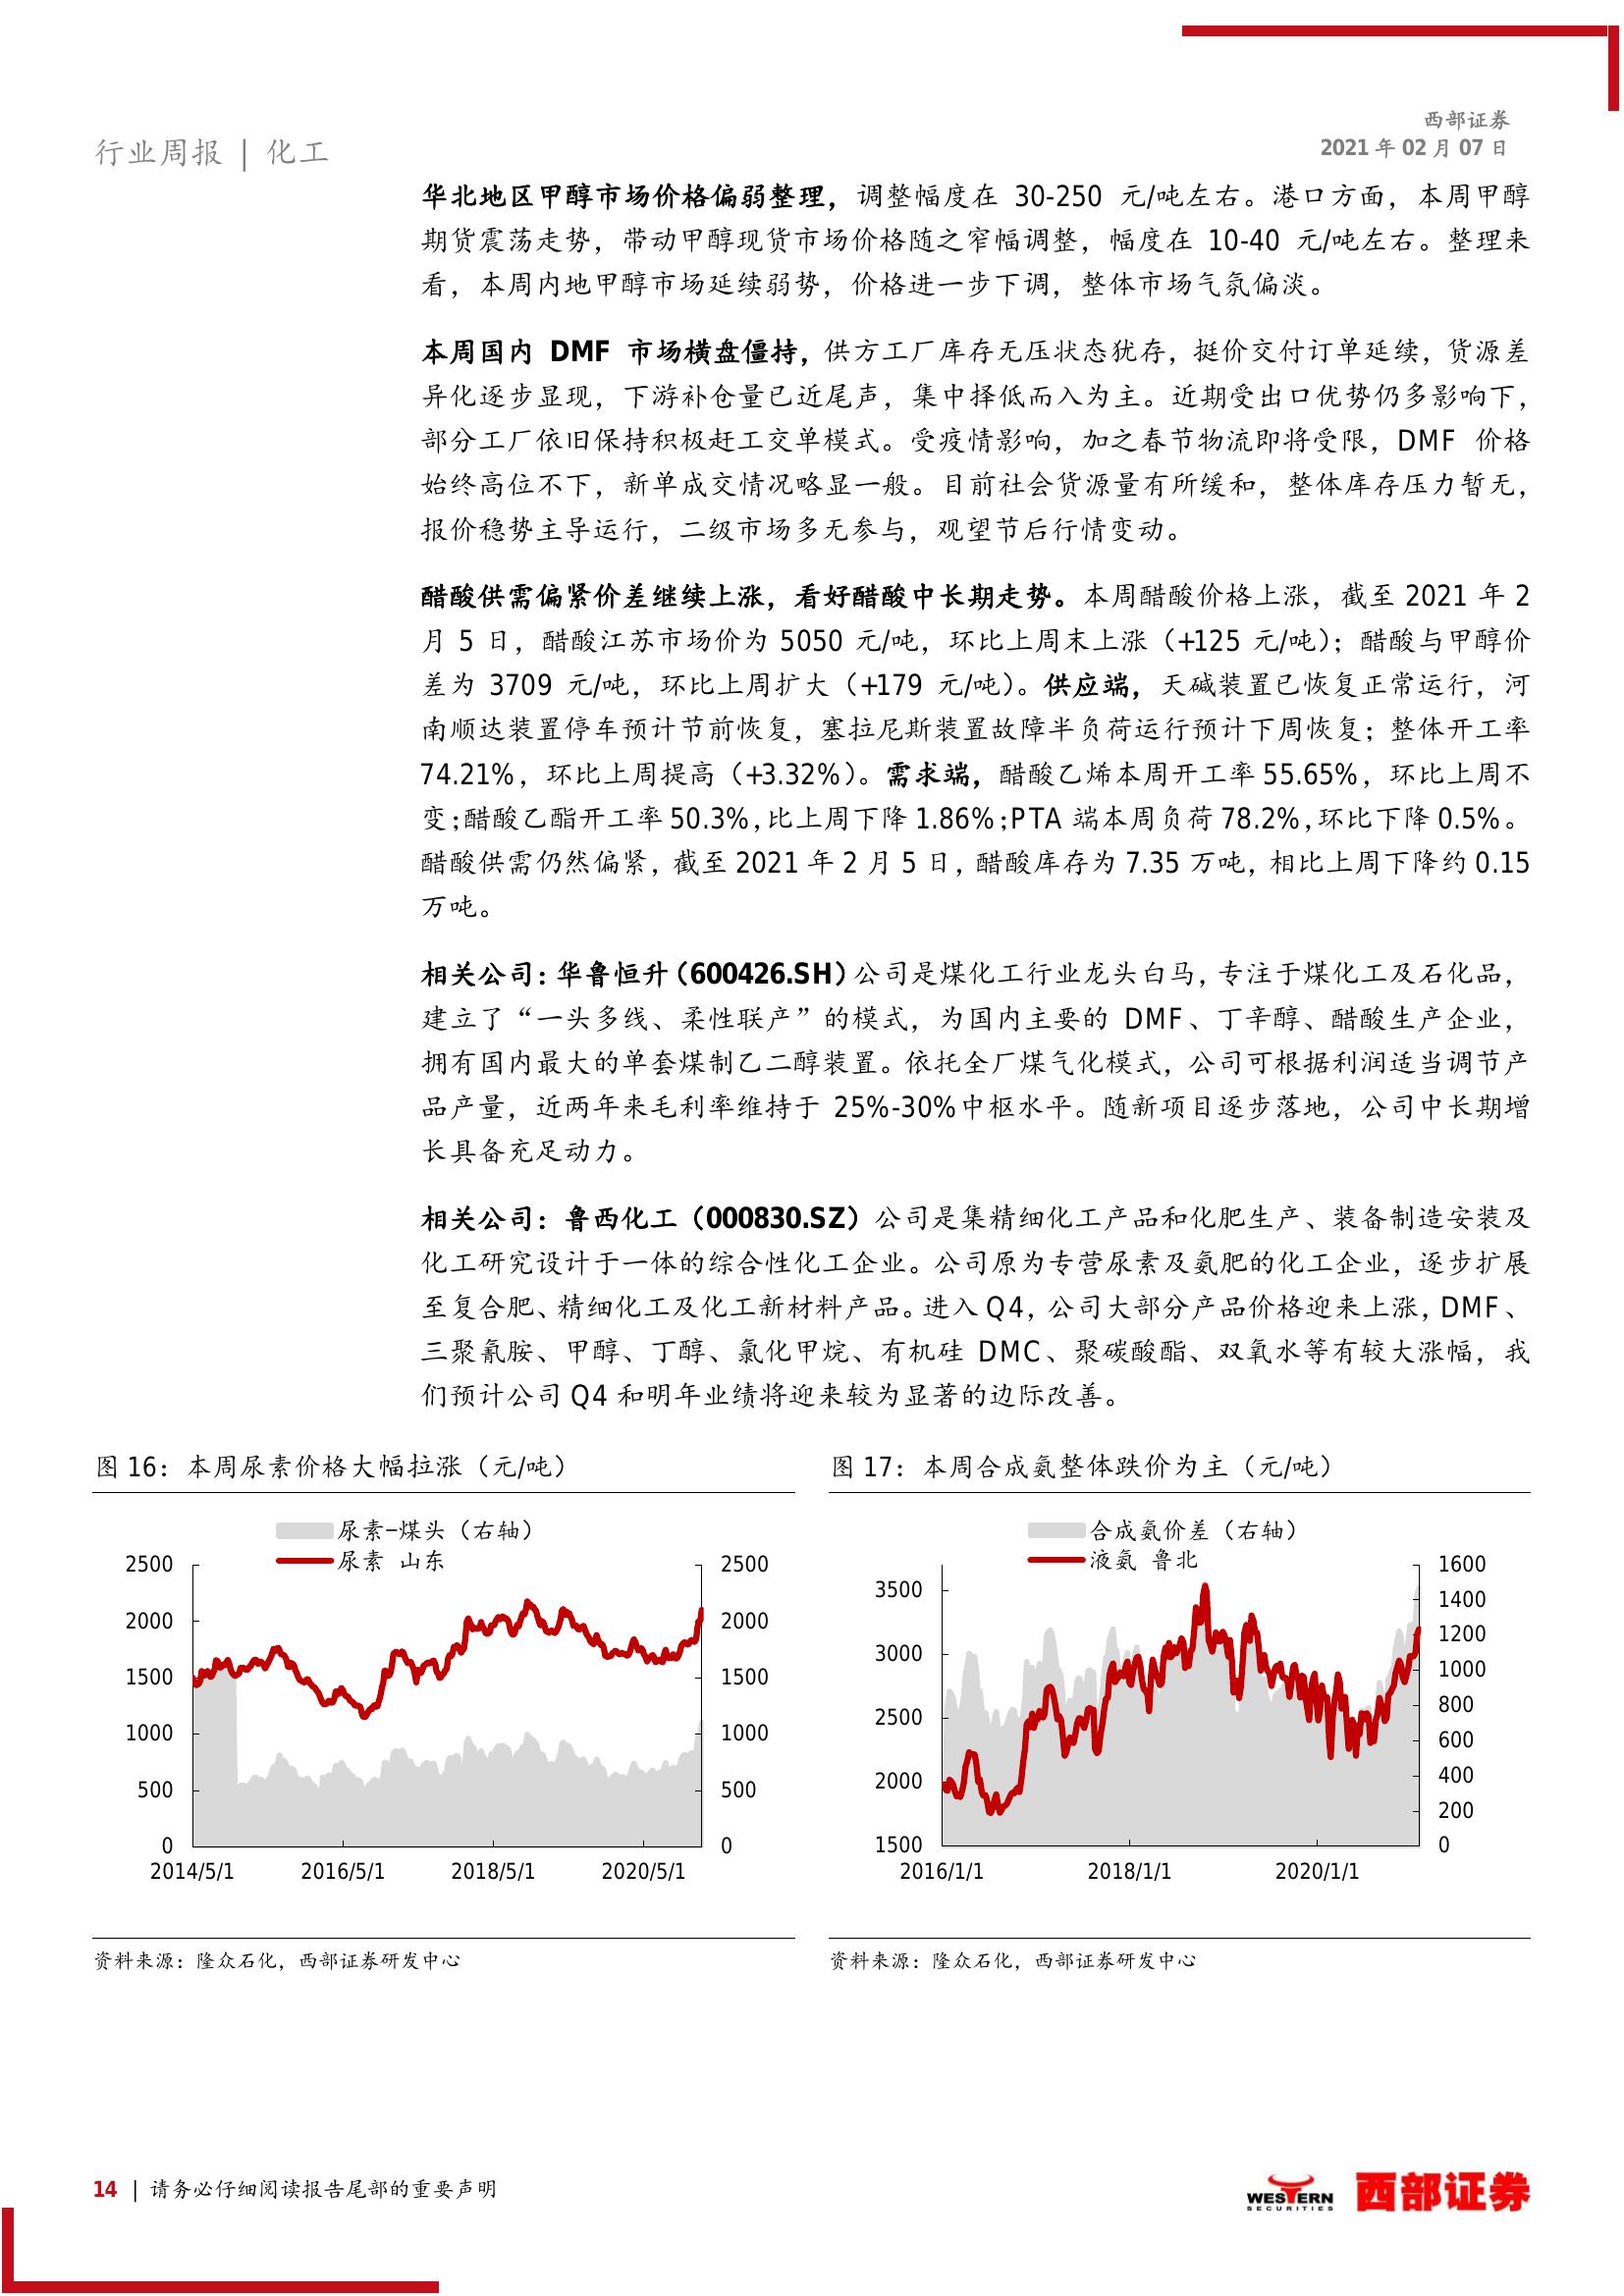 行业周报 | 化工
西部证券
2021 年 02 月 07 日
华北地区甲醇市场价格偏弱整理，调整幅度在 30-250 元/吨左右。港口方面，本周甲醇
期货震荡走势，带动甲醇现货市场价格随之窄幅调整，幅度在 10-40 元/吨左右。整理来
看，本周内地甲醇市场延续弱势，价格进一步下调，整体市场气氛偏淡。
本周国内 DMF 市场横盘僵持，供方工厂库存无压状态犹存，挺价交付订单延续，货源差
异化逐步显现，下游补仓量已近尾声，集中择低而入为主。近期受出口优势仍多影响下，
部分工厂依旧保持积极赶工交单模式。受疫情影响，加之春节物流即将受限，DMF 价格
始终高位不下，新单成交情况略显一般。目前社会货源量有所缓和，整体库存压力暂无，
报价稳势主导运行，二级市场多无参与，观望节后行情变动。
醋酸供需偏紧价差继续上涨，看好醋酸中长期走势。本周醋酸价格上涨，截至 2021 年 2
月 5 日，醋酸江苏市场价为 5050 元/吨，环比上周末上涨（+125 元/吨）；醋酸与甲醇价
差为 3709 元/吨，环比上周扩大（+179 元/吨）。供应端，天碱装置已恢复正常运行，河
南顺达装置停车预计节前恢复，塞拉尼斯装置故障半负荷运行预计下周恢复；整体开工率
74.21%，环比上周提高（+3.32%）。需求端，醋酸乙烯本周开工率 55.65%，环比上周不
变；醋酸乙酯开工率 50.3%，比上周下降 1.86%；PTA 端本周负荷 78.2%，环比下降 0.5%。
醋酸供需仍然偏紧，截至 2021 年 2 月 5 日，醋酸库存为 7.35 万吨，相比上周下降约 0.15
万吨。
相关公司：华鲁恒升（600426.SH）公司是煤化工行业龙头白马，专注于煤化工及石化品，
建立了“一头多线、柔性联产”的模式，为国内主要的 DMF、丁辛醇、醋酸生产企业，
拥有国内最大的单套煤制乙二醇装置。依托全厂煤气化模式，公司可根据利润适当调节产
品产量，近两年来毛利率维持于 25%-30%中枢水平。随新项目逐步落地，公司中长期增
长具备充足动力。
相关公司：鲁西化工（000830.SZ）公司是集精细化工产品和化肥生产、装备制造安装及
化工研究设计于一体的综合性化工企业。公司原为专营尿素及氨肥的化工企业，逐步扩展
至复合肥、精细化工及化工新材料产品。进入 Q4，公司大部分产品价格迎来上涨，DMF、
三聚氰胺、甲醇、丁醇、氯化甲烷、有机硅 DMC、聚碳酸酯、双氧水等有较大涨幅，我
们预计公司 Q4 和明年业绩将迎来较为显著的边际改善。
图 16：本周尿素价格大幅拉涨（元/吨）
尿素-煤头（右轴）
尿素 山东
2500 2500
2000 2000
1500 1500
1000 1000
500 500
0 0
2014/5/1 2016/5/1 2018/5/1 2020/5/1
资料来源：隆众石化，西部证券研发中心
图 17：本周合成氨整体跌价为主（元/吨）
合成氨价差（右轴）
液氨 鲁北
3500
3000
2500
2000
1500
1600
1400
1200
1000
800
600
400
200
0
2016/1/1 2018/1/1 2020/1/1
资料来源：隆众石化，西部证券研发中心
14 | 请务必仔细阅读报告尾部的重要声明
WESTERN
SECURITIES
西部证券